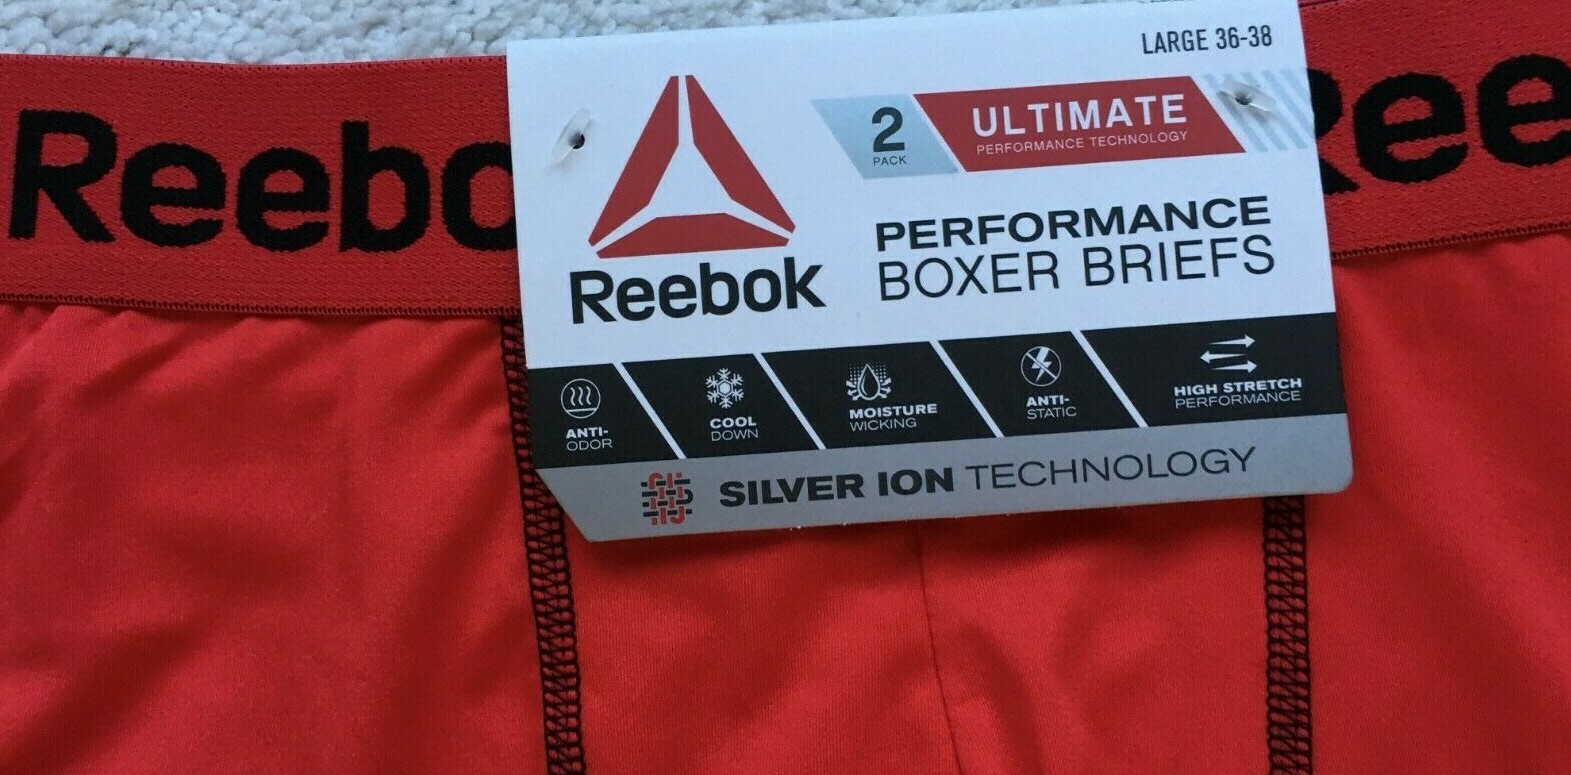 Reebo
Ree
LARGE 36-38
2
PACK
ULTIMATE
PERFORMANCE TECHNOLOGY
Reebok
PERFORMANCE
BOXER BRIEFS
ANTI-
ODOR
COOL
DOWN
MOISTURE
WICKING
ANTI-
STATIC
HIGH STRETCH
PERFORMANCE
SILVER ION TECHNOLOGY